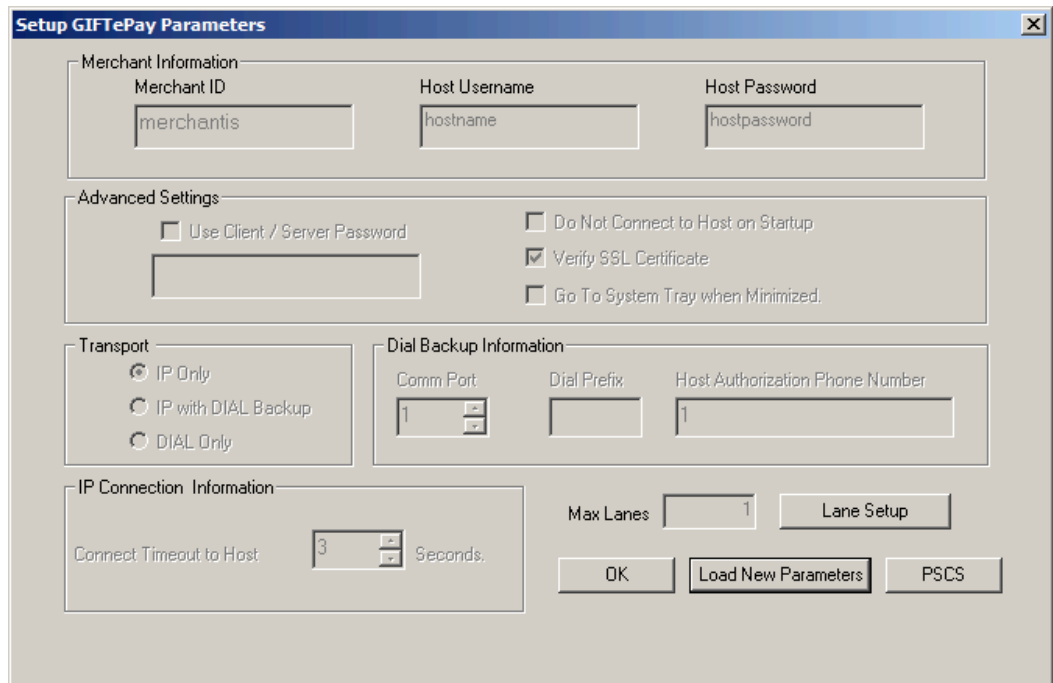 Setup GIFTePay Parameters
Merchant Information
Merchant ID Host Username Host Password
merchantis hostname hostpassword
Advanced Settings
Use Client / Server Password
Do Not Connect to Host on Startup
Verify SSL Certificate
Go To System Tray when Minimized.
Transport
IP Only
IP with DIAL Backup
DIAL Only
Dial Backup Information
Comm Port Dial Prefix Host Authorization Phone Number
1 1
IP Connection Information
Connect Timeout to Host 3 Seconds.
Max Lanes 1 Lane Setup
OK Load New Parameters PSCS